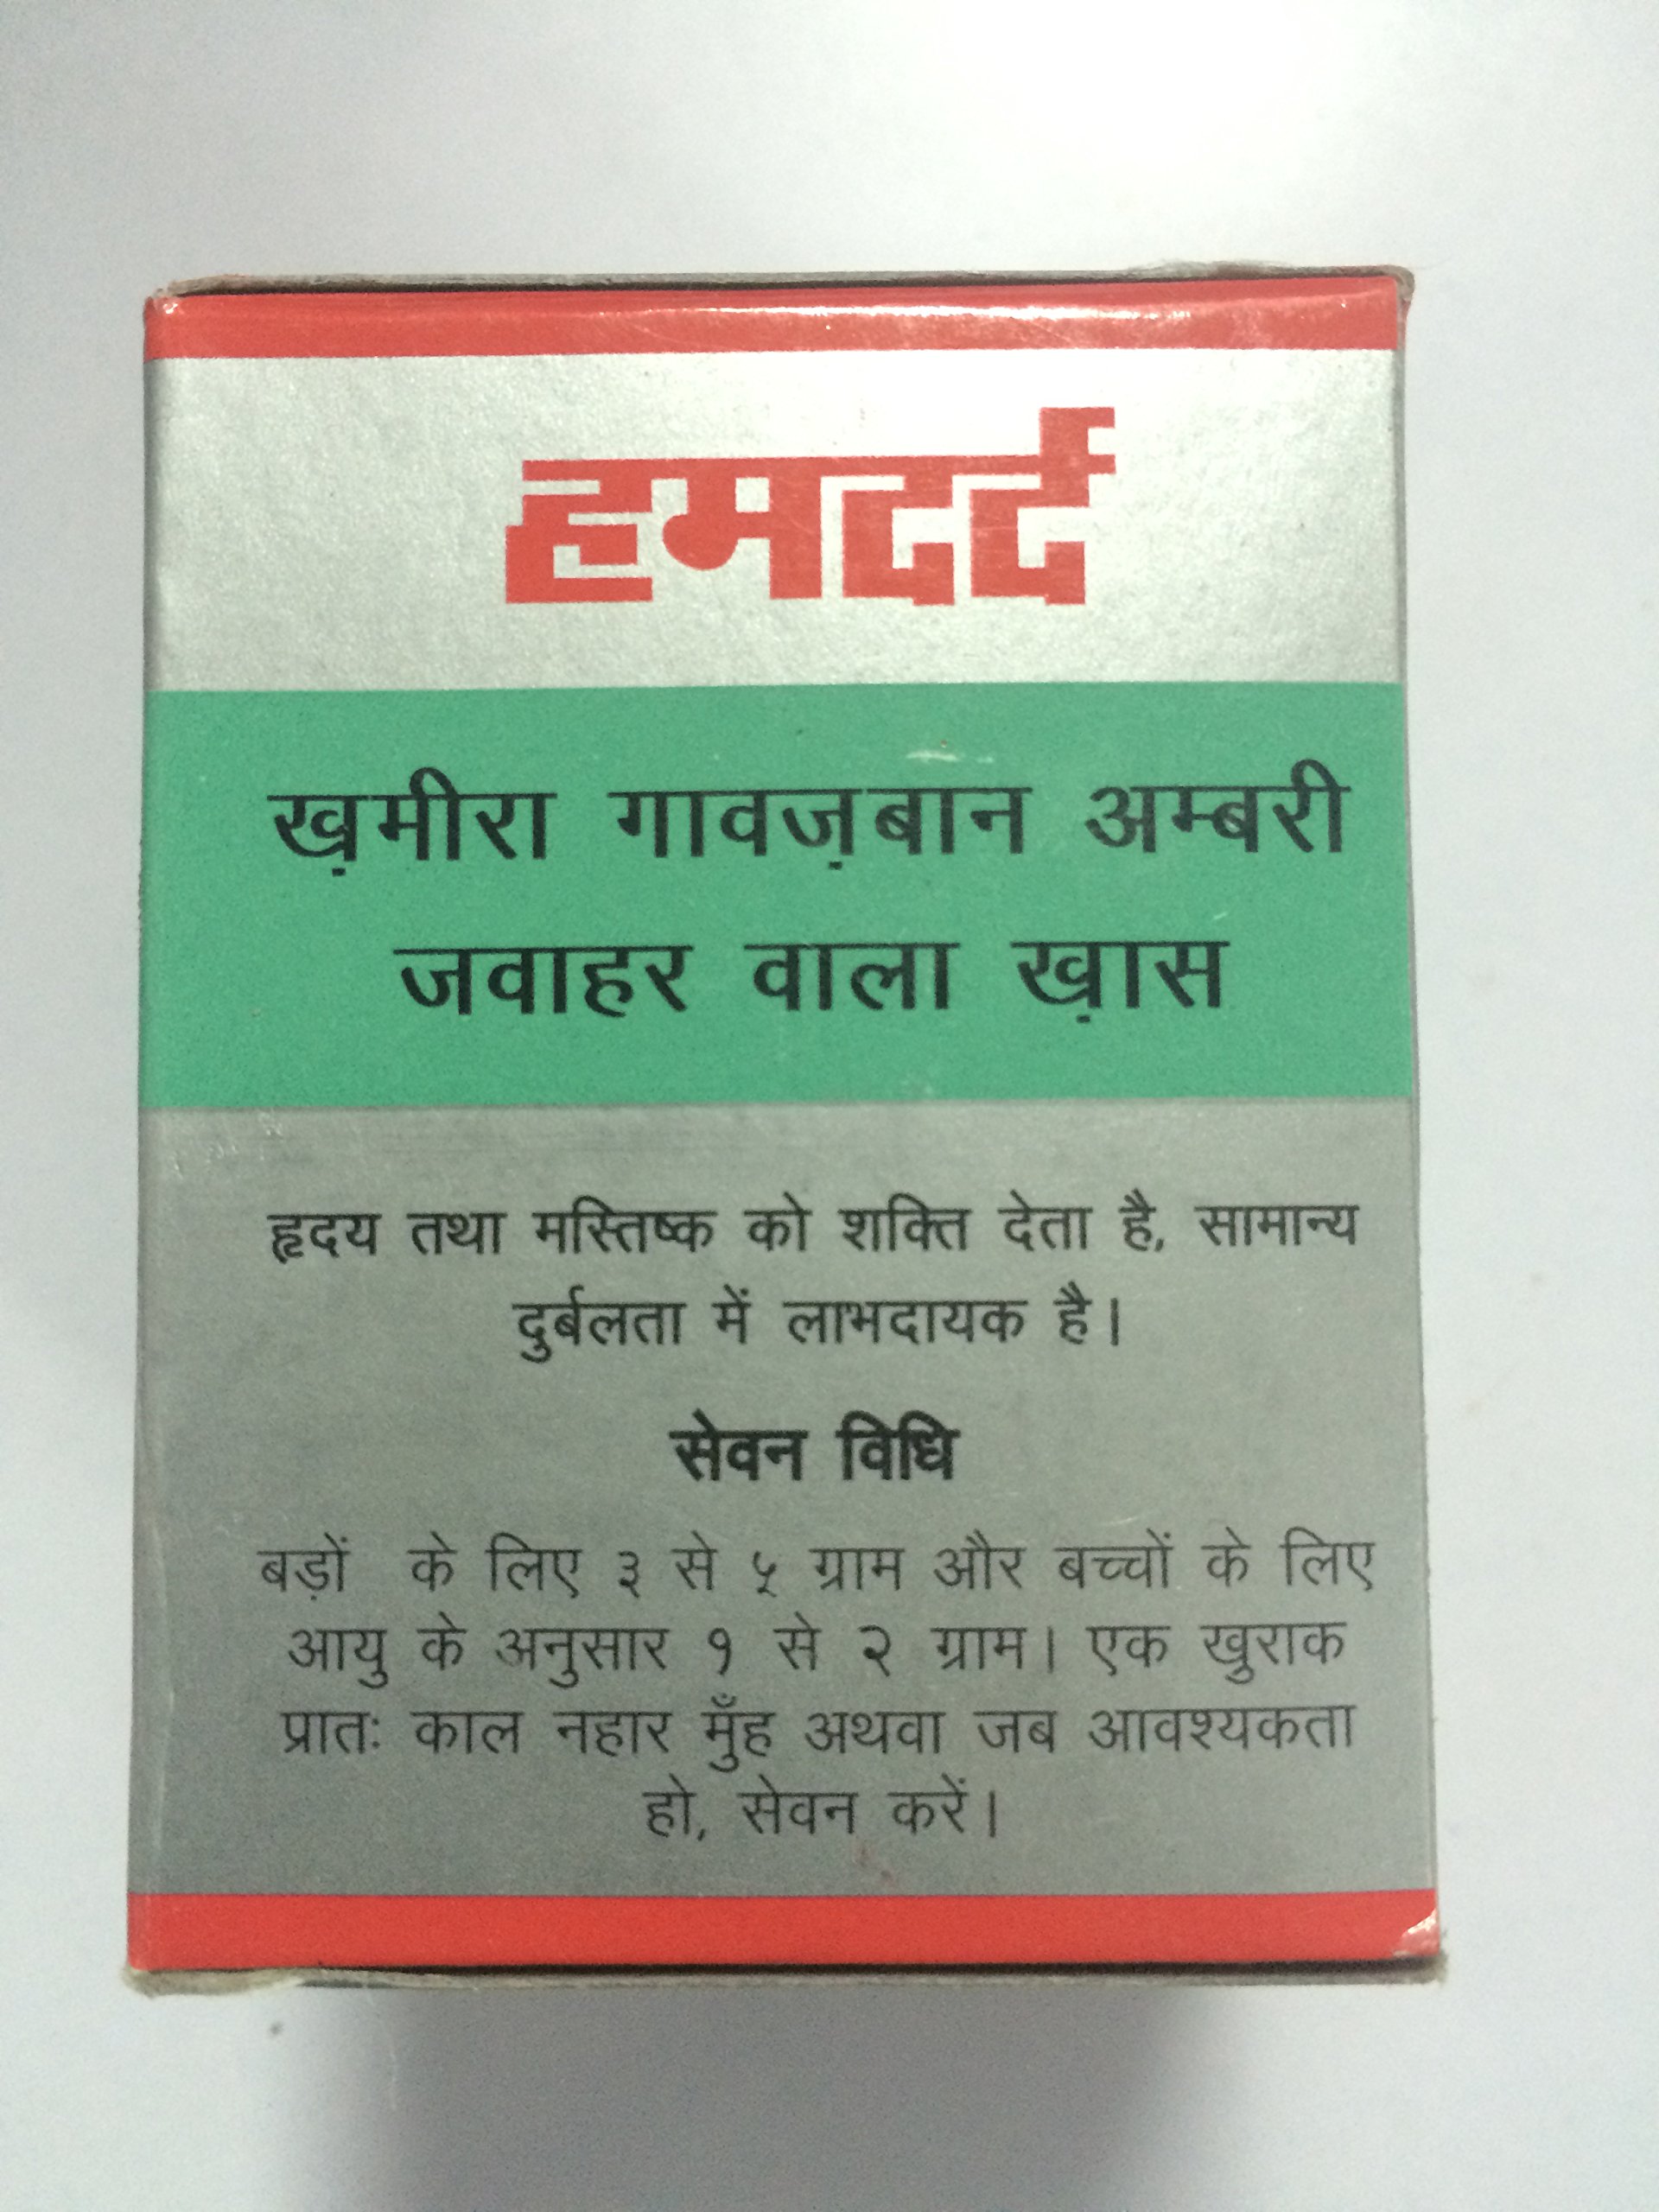 हमदर्द
ख़मीरा गावज़बान अम्बरी
जवाहर वाला ख़ास
हृदय तथा मस्तिष्क को शक्ति देता है, सामान्य
दुर्बलता में लाभदायक है।
सेवन विधि
बड़ों के लिए ३ से ५ ग्राम और बच्चों के लिए
आयु के अनुसार १ से २ ग्राम। एक खुराक
प्रातः काल नहार मुँह अथवा जब आवश्यकता
हो, सेवन करें।